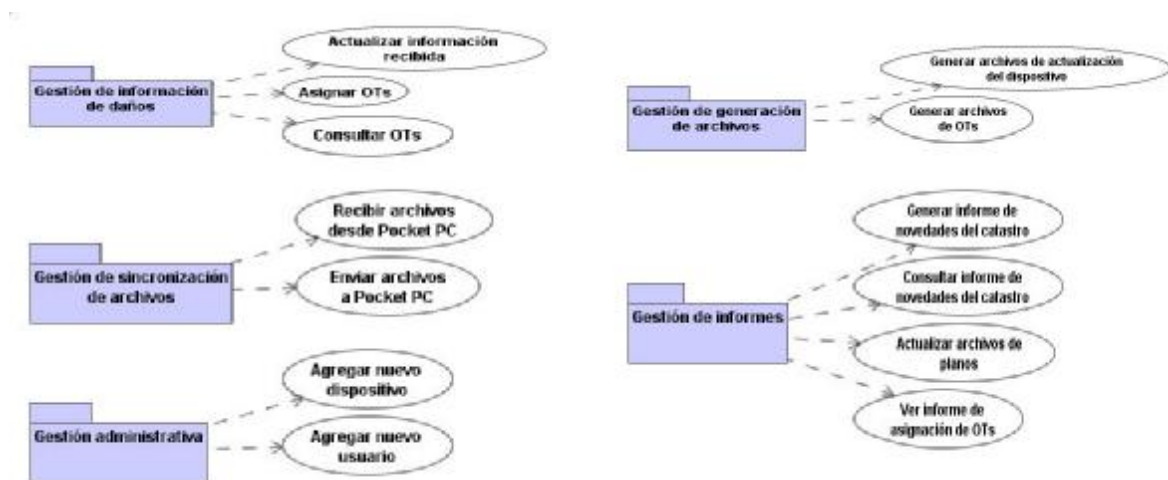 Actualizar información
recibida
Gestión de información
de daños
Asignar OTs
Consultar OTs
Recibir archivos
desde Pocket PC
Gestión de sincronización
de archivos
Enviar archivos
a Pocket PC
Agregar nuevo
dispositivo
Gestión administrativa
Agregar nuevo
usuario
Generar archivos de actualización
del dispositivo
Gestión de generación
de archivos
Generar archivos
de OTs
Generar informe de
novedades del catastro
Consultar informe de
novedades del catastro
Gestión de informes
Actualizar archivos de
planos
Ver informe de
asignación de OTs